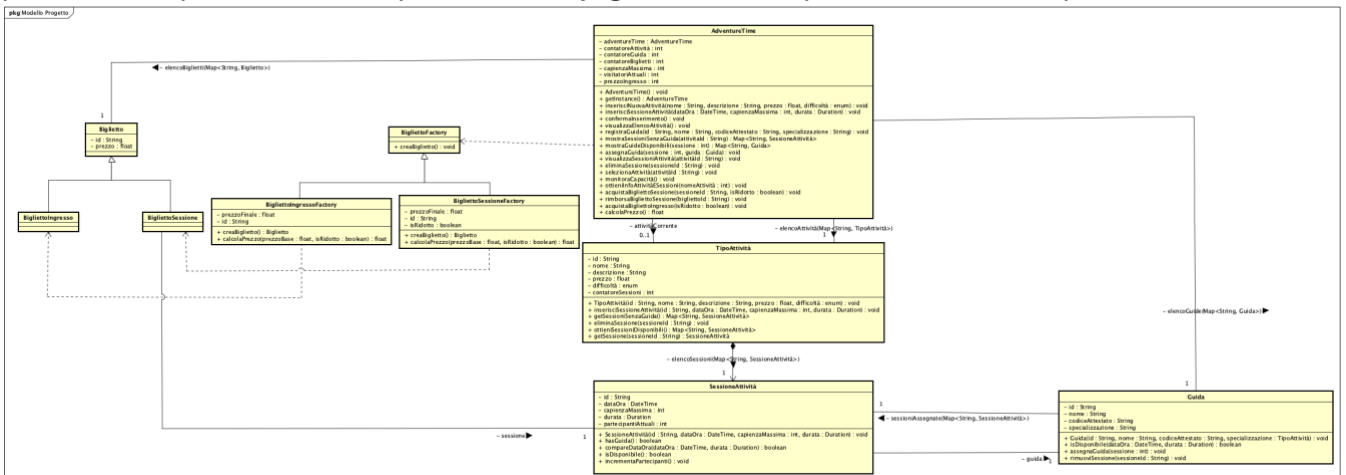 pkg Modello Progetto
AdventureTime
– adventureTime : AdventureTime
– contatoreAttività : int
– contatoreGuida : int
– contatoreBiglietti : int
– capienzaMassima : int
– visitatoriAttuali : int
– prezzoIngresso : int
+ AdventureTime() : void
+ getInstance() : AdventureTime
+ inserisciNuovaAttività(nome : String, descrizione : String, prezzo : float, difficoltà : enum) : void
+ inserisciSessioneAttività(dataOra : DateTime, capienzaMassima : int, durata : Duration) : void
+ confermaInserimento() : void
+ visualizzaElencoAttività() : void
+ registraGuida(id : String, nome : String, codiceAttestato : String, specializzazione : String) : void
+ mostraSessioniSenzaGuida(attivitaId : String) : Map<String, SessioneAttività>
+ mostraGuideDisponibili(sessione : int) : Map<String, Guida>
+ assegnaGuida(sessione : int, guida : Guida) : void
+ visualizzaSessioniAttività(attivitàId : String) : void
+ eliminaSessione(sessioneId : String) : void
+ selezionaAttività(attivitàId : String) : void
+ monitoraCapacità() : void
+ ottieniInfoAttivitàESessioni(nomeAttività : int) : void
+ acquistaBigliettoSessione(sessioneId : String, isRidotto : boolean) : void
+ rimborsaBiglietto(bigliettoId : String) : void
+ acquistaBigliettoIngresso(isRidotto : boolean) : void
+ calcolaPrezzo() : float
– elencoBiglietti(Map<String, Biglietto>)
1
Biglietto
– id : String
– prezzo : float
BigliettoFactory
+ creaBiglietto() : void
BigliettoIngresso
BigliettoSessione
BigliettoIngressoFactory
– prezzoFinale : float
– id : String
+ creaBiglietto() : Biglietto
+ calcolaPrezzo(prezzoBase : float, isRidotto : boolean) : float
BigliettoSessioneFactory
– prezzoFinale : float
– id : String
– isRidotto : boolean
+ creaBiglietto() : Biglietto
+ calcolaPrezzo(prezzoBase : float, isRidotto : boolean) : float
– attivitàCorrente
0..1
– elencoAttività(Map<String, TipoAttività>)
1
TipoAttività
– id : String
– nome : String
– descrizione : String
– prezzo : float
– difficoltà : enum
– contatoreSessioni : int
+ TipoAttività(id : String, nome : String, descrizione : String, prezzo : float, difficoltà : enum) : void
+ inserisciSessioneAttività(id : String, dataOra : DateTime, capienzaMassima : int, durata : Duration) : void
+ getSessioniSenzaGuida() : Map<String, SessioneAttività>
+ eliminaSessione(sessioneId : String) : void
+ ottieniSessioniDisponibili() : Map<String, SessioneAttività>
+ getSessione(sessioneId : String) : SessioneAttività
– elencoGuide(Map<String, Guida>)
1
– elencoSessioni(Map<String, SessioneAttività>)
1
SessioneAttività
– id : String
– dataOra : DateTime
– capienzaMassima : int
– durata : Duration
– partecipantiAttuali : int
+ SessioneAttività(id : String, dataOra : DateTime, capienzaMassima : int, durata : Duration) : void
+ hasGuida() : boolean
+ compareDataOra(dataOra : DateTime, durata : Duration) : boolean
+ isDisponibile() : boolean
+ incrementaPartecipanti() : void
– sessione
1
1
– sessioniAssegnate(Map<String, SessioneAttività>)
– guida
1
Guida
– id : String
– nome : String
– codiceAttestato : String
– specializzazione : String
+ Guida(id : String, nome : String, codiceAttestato : String, specializzazione : TipoAttività) : void
+ isDisponibile(dataOra : DateTime, durata : Duration) : boolean
+ assegnaGuida(sessione : int) : void
+ rimuoviSessione(sessioneId : String) : void